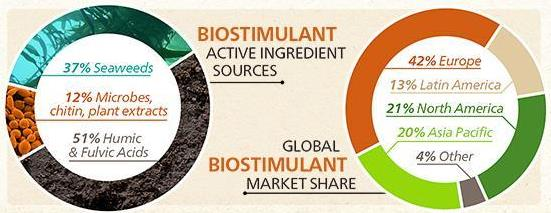 37% Seaweeds
12% Microbes,
chitin, plant extracts
51% Humic
& Fulvic Acids
BIOSTIMULANT
ACTIVE INGREDIENT
SOURCES
GLOBAL
BIOSTIMULANT
MARKET SHARE
42% Europe
13% Latin America
21% North America
20% Asia Pacific
4% Other